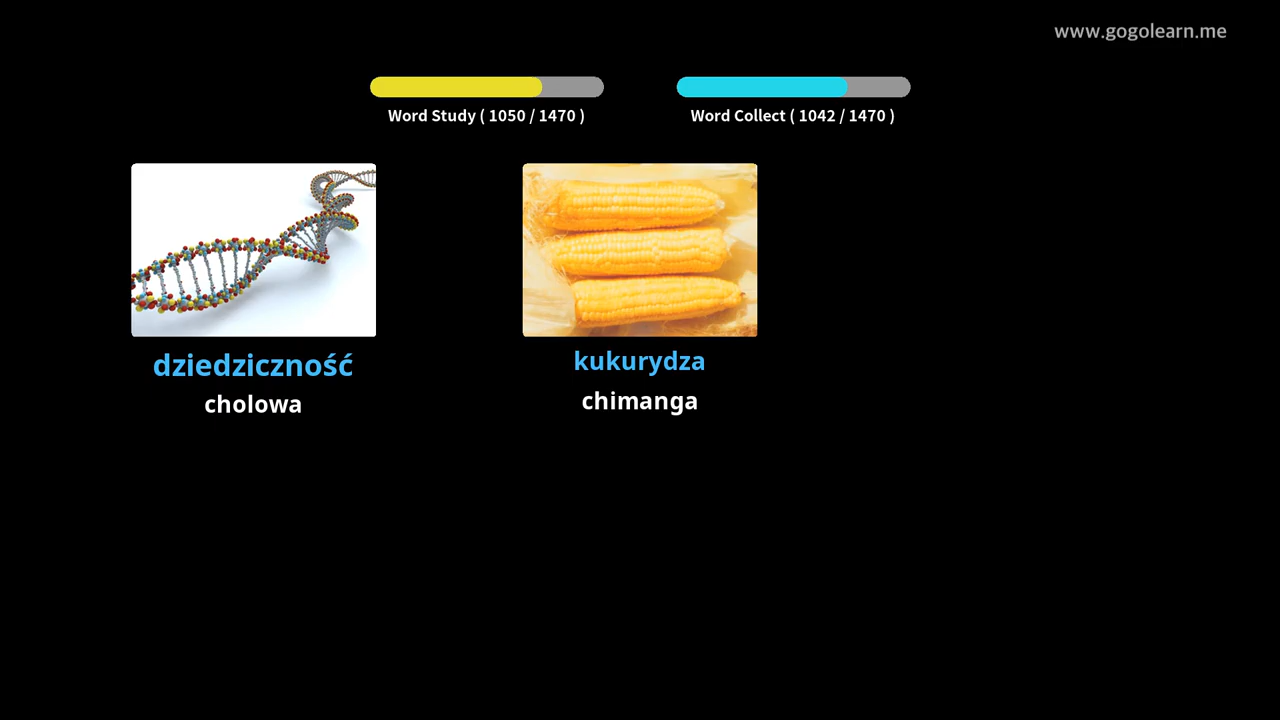 www.gogolearn.me
Word Study ( 1050 / 1470 )
Word Collect ( 1042 / 1470 )
dziedziczność
cholowa
kukurydza
chimanga